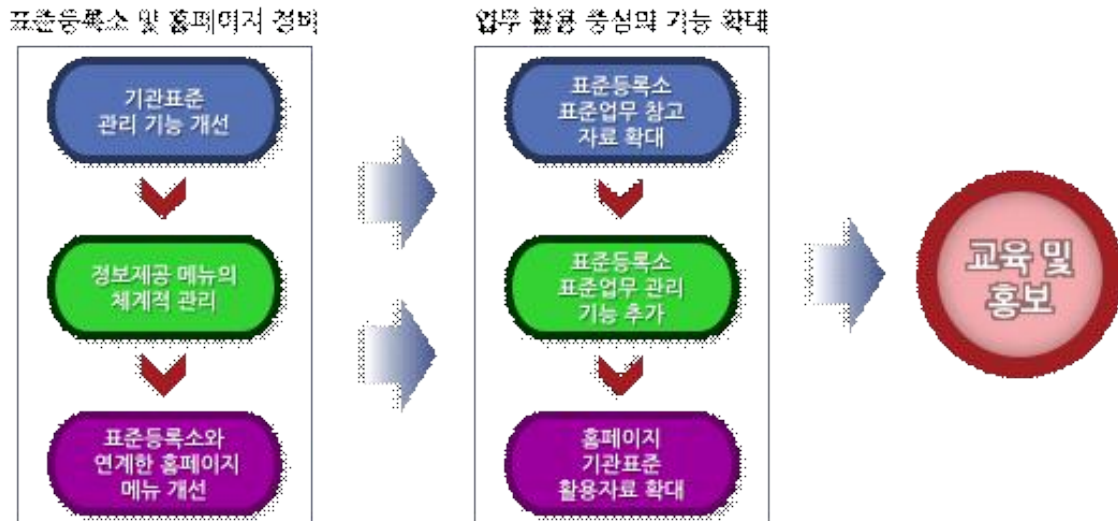 표준등록소 및 홈페이지 정비
업무 활용 중심의 기능 확대
기관표준
관리 기능 개선
정보제공 메뉴의
체계적 관리
표준등록소와
연계한 홈페이지
메뉴 개선
표준등록소
표준업무 참고
자료 확대
표준등록소
표준업무 관리
기능 추가
홈페이지
기관표준
활용자료 확대
교육 및
홍보